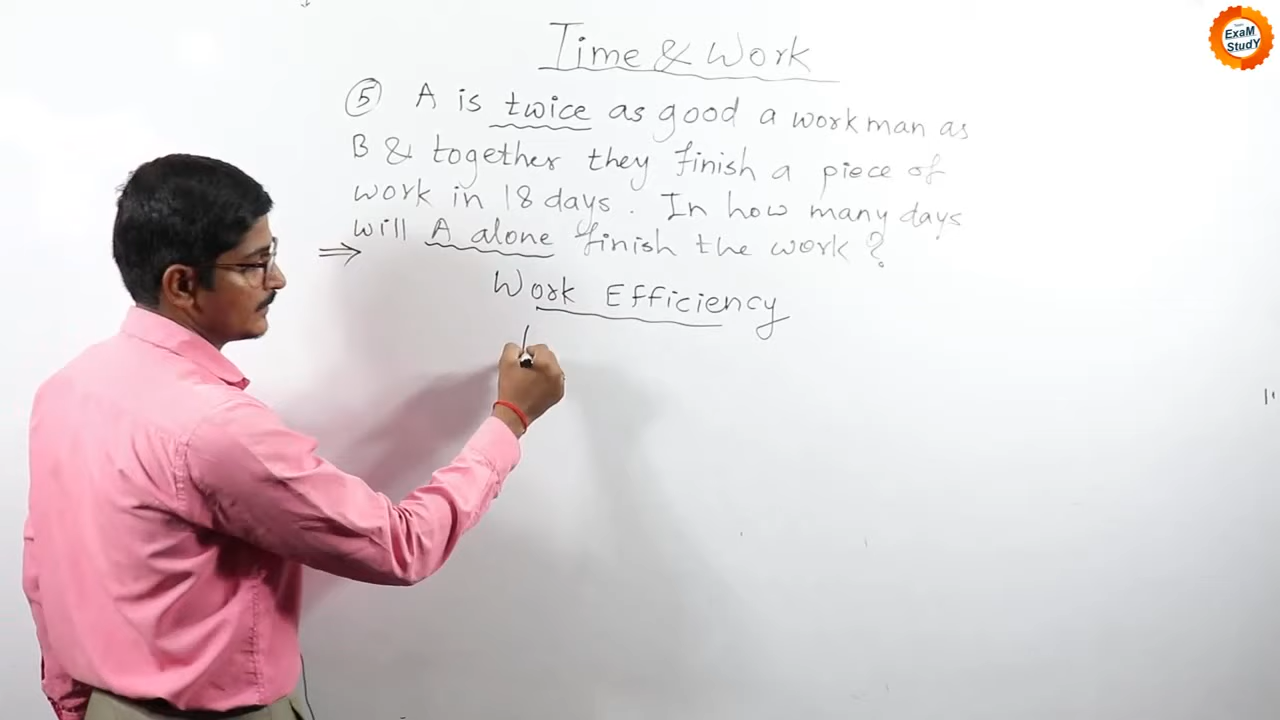 Time & Work
⑤ A is twice as good a workman as
B & together they finish a piece of
work in 18 days. In how many days
will A alone finish the work?
⇒
Work Efficiency
ExaM
StudY